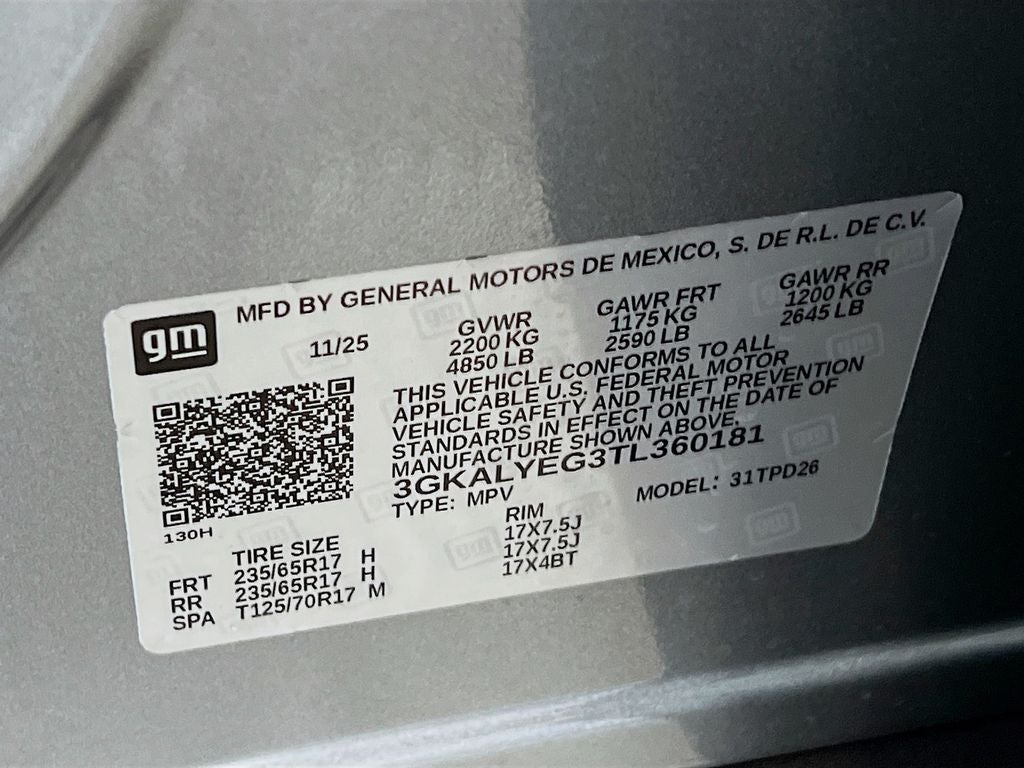 MFD BY GENERAL MOTORS DE MEXICO, S. DE R.L. DE C.V.
gm
11/25
GVWR
2200 KG
4850 LB
GAWR FRT
1175 KG
2590 LB
GAWR RR
1200 KG
2645 LB
THIS VEHICLE CONFORMS TO ALL
APPLICABLE U.S. FEDERAL MOTOR
VEHICLE SAFETY AND THEFT PREVENTION
STANDARDS IN EFFECT ON THE DATE OF
MANUFACTURE SHOWN ABOVE.
3GKALYEG3TL360181
TYPE: MPV MODEL: 31TPD26
130H
TIRE SIZE RIM
FRT 235/65R17 H 17X7.5J
RR 235/65R17 H 17X7.5J
SPA T125/70R17 M 17X4BT